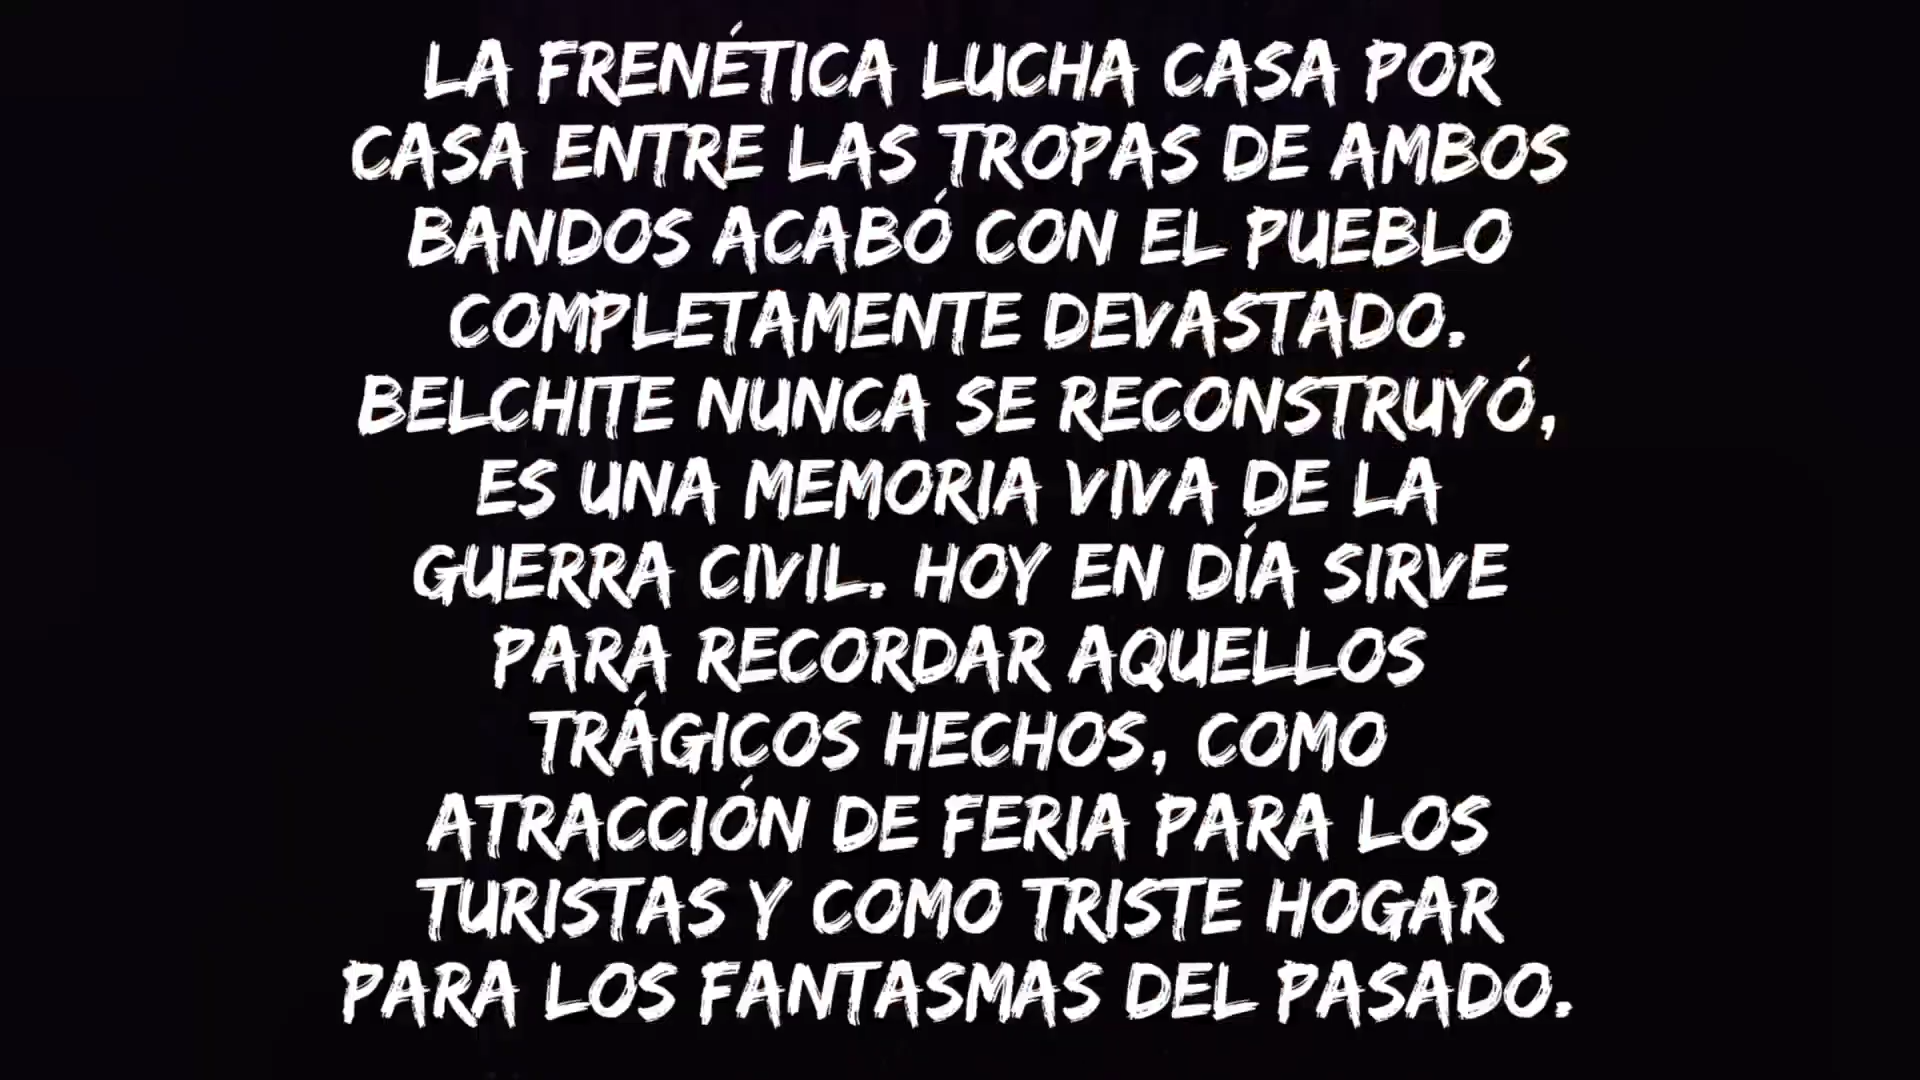 LA FRENÉTICA LUCHA CASA POR
CASA ENTRE LAS TROPAS DE AMBOS
BANDOS ACABÓ CON EL PUEBLO
COMPLETAMENTE DEVASTADO.
BELCHITE NUNCA SE RECONSTRUYÓ,
ES UNA MEMORIA VIVA DE LA
GUERRA CIVIL. HOY EN DÍA SIRVE
PARA RECORDAR AQUELLOS
TRÁGICOS HECHOS, COMO
ATRACCIÓN DE FERIA PARA LOS
TURISTAS Y COMO TRISTE HOGAR
PARA LOS FANTASMAS DEL PASADO.